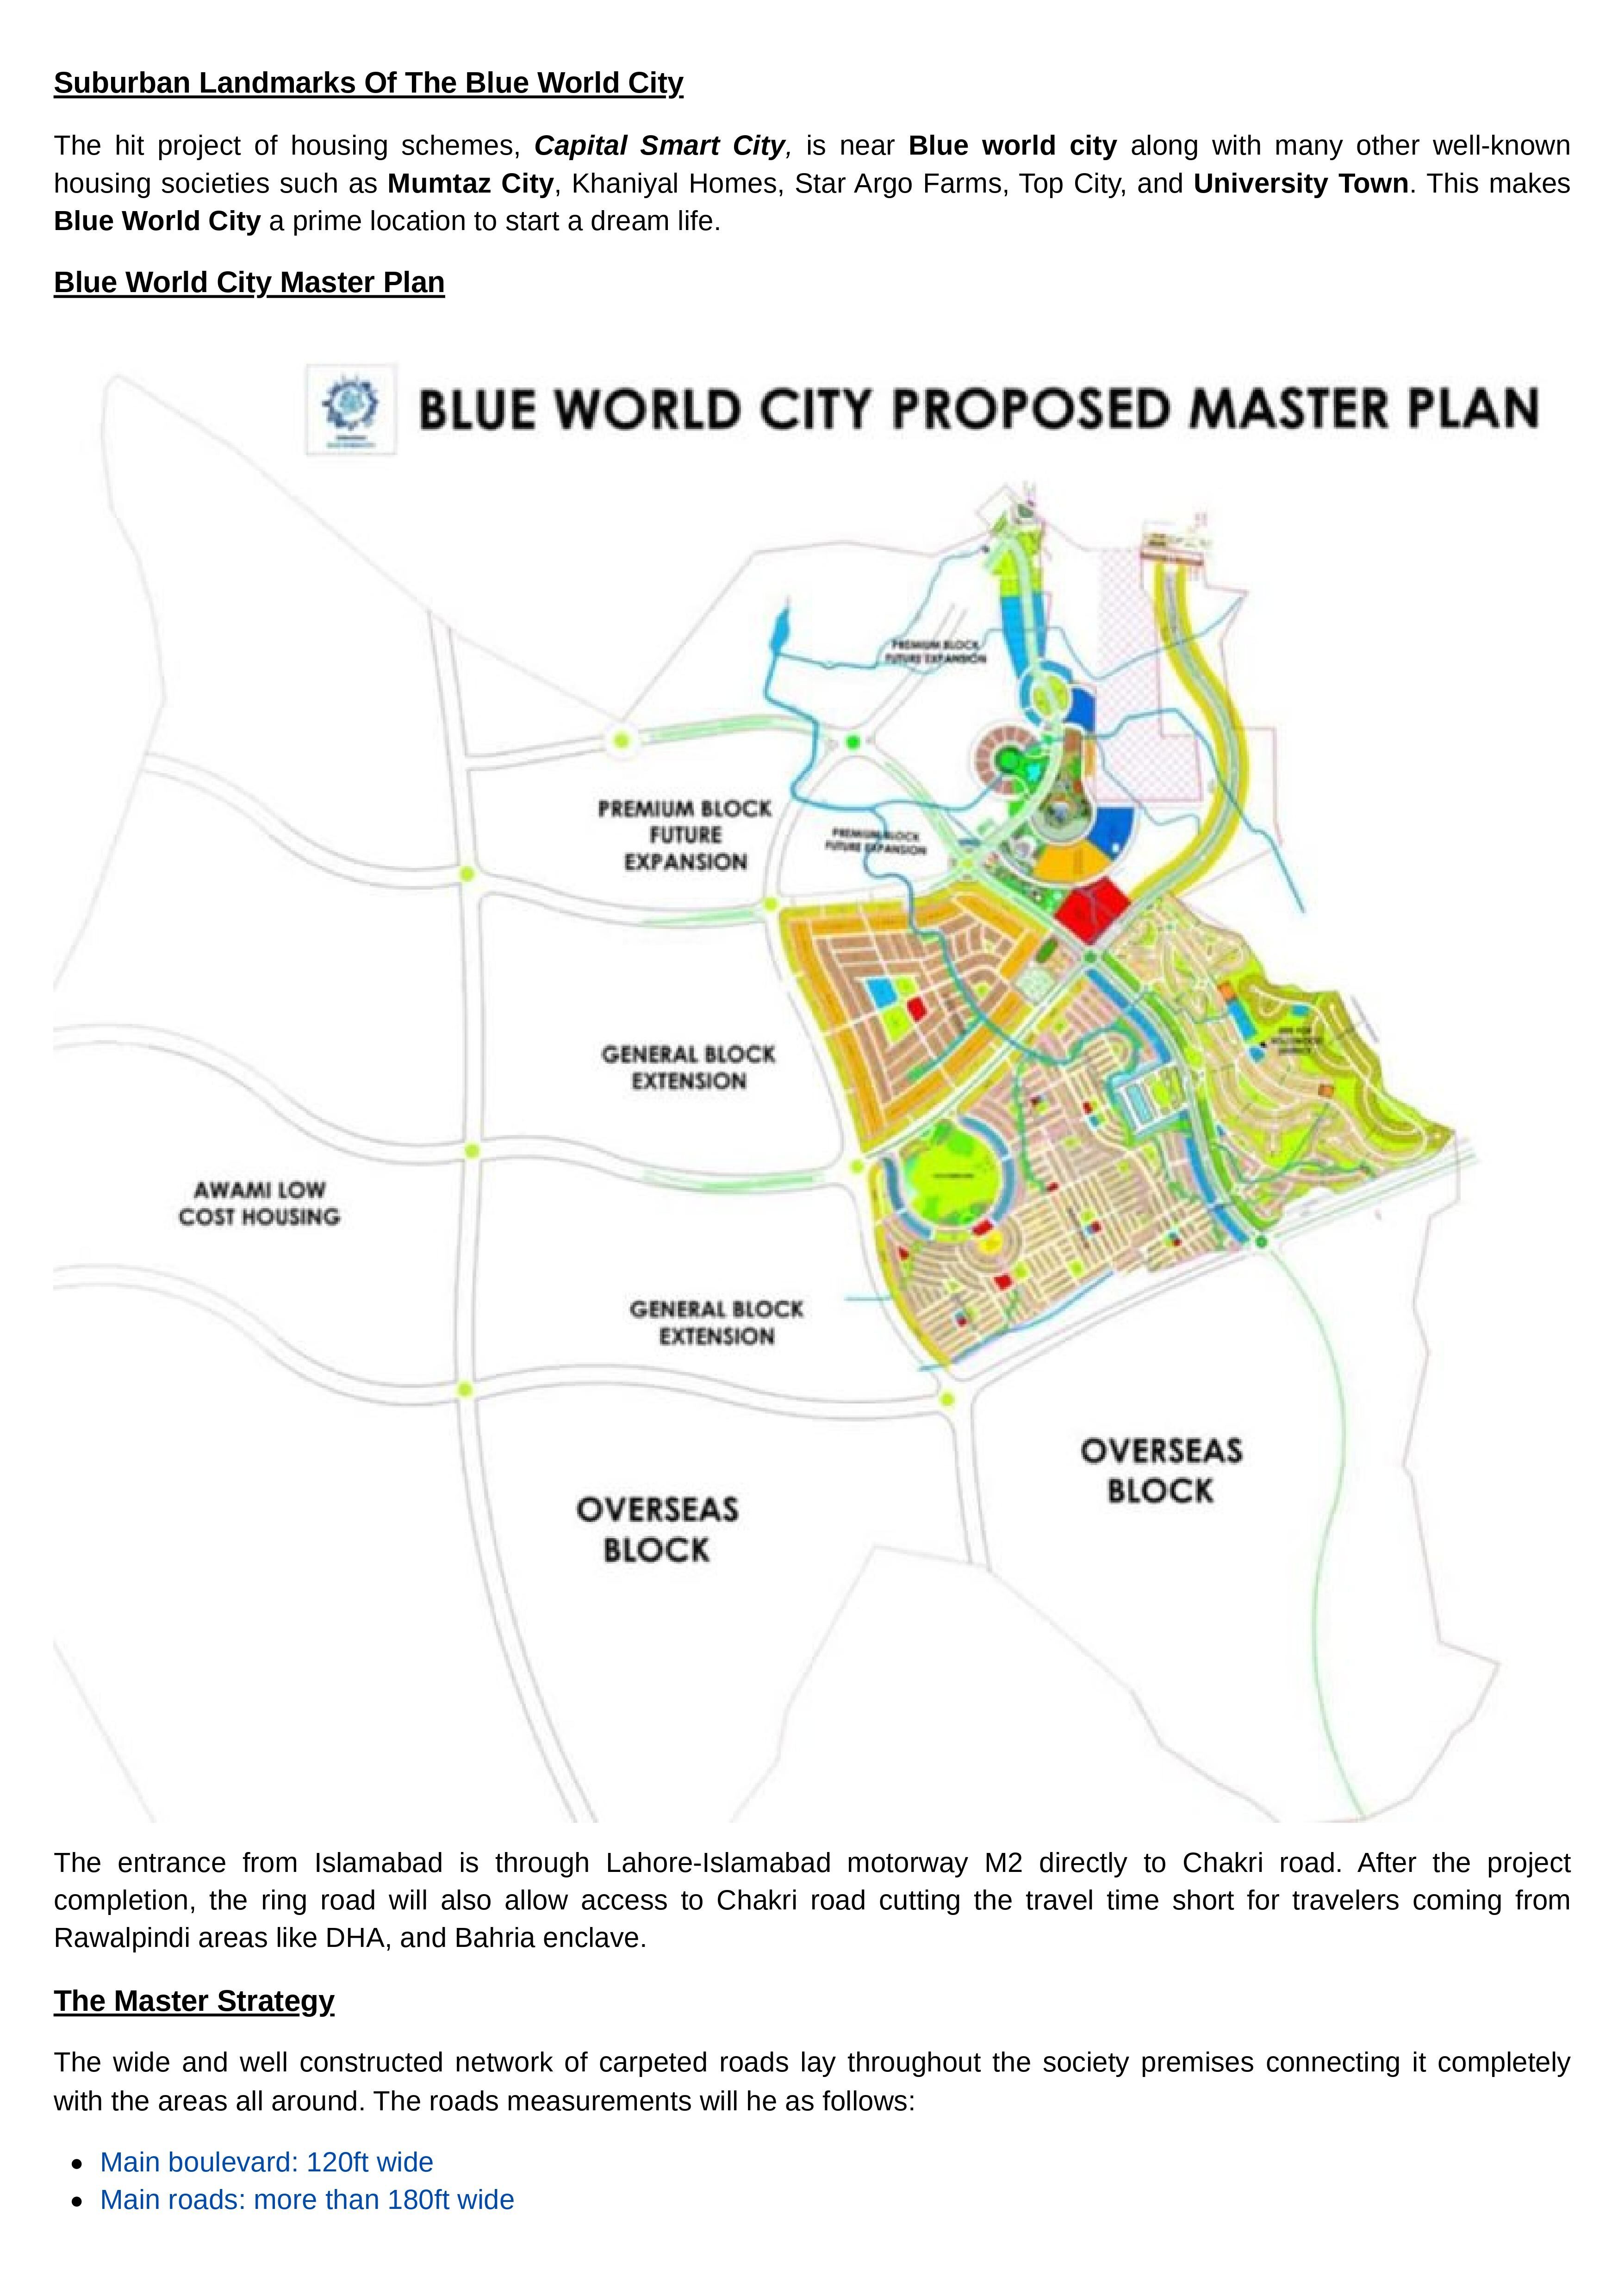 Suburban Landmarks Of The Blue World City
The hit project of housing schemes, Capital Smart City, is near Blue world city along with many other well-known
housing societies such as Mumtaz City, Khaniyal Homes, Star Argo Farms, Top City, and University Town. This makes
Blue World City a prime location to start a dream life.
Blue World City Master Plan
BLUE WORLD CITY PROPOSED MASTER PLAN
PREMIUM BLOCK
FUTURE EXPANSION
PREMIUM BLOCK
FUTURE
EXPANSION
PREMIUM BLOCK
FUTURE EXPANSION
GENERAL BLOCK
EXTENSION
AWAMI LOW
COST HOUSING
GENERAL BLOCK
EXTENSION
OVERSEAS
BLOCK
OVERSEAS
BLOCK
The entrance from Islamabad is through Lahore-Islamabad motorway M2 directly to Chakri road. After the project
completion, the ring road will also allow access to Chakri road cutting the travel time short for travelers coming from
Rawalpindi areas like DHA, and Bahria enclave.
The Master Strategy
The wide and well constructed network of carpeted roads lay throughout the society premises connecting it completely
with the areas all around. The roads measurements will he as follows:
• Main boulevard: 120ft wide
• Main roads: more than 180ft wide